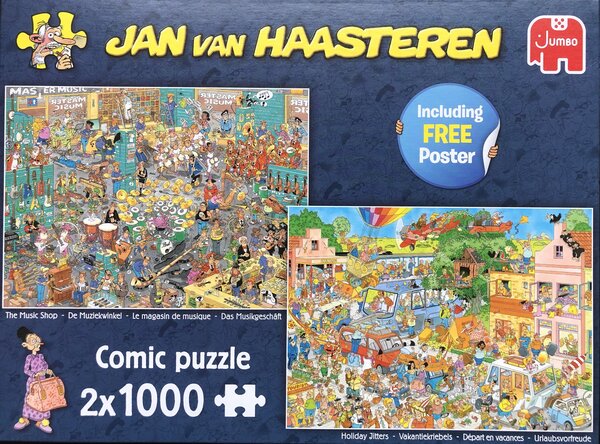 JAN VAN HAASTEREN
Jumbo
Including
FREE
Poster
MASTER MUSIC
The Music Shop - De Muziekwinkel - Le magasin de musique - Das Musikgeschäft
Comic puzzle
2x1000
Holiday Jitters - Vakantiekriebels - Départ en vacances - Urlaubsvorfreude